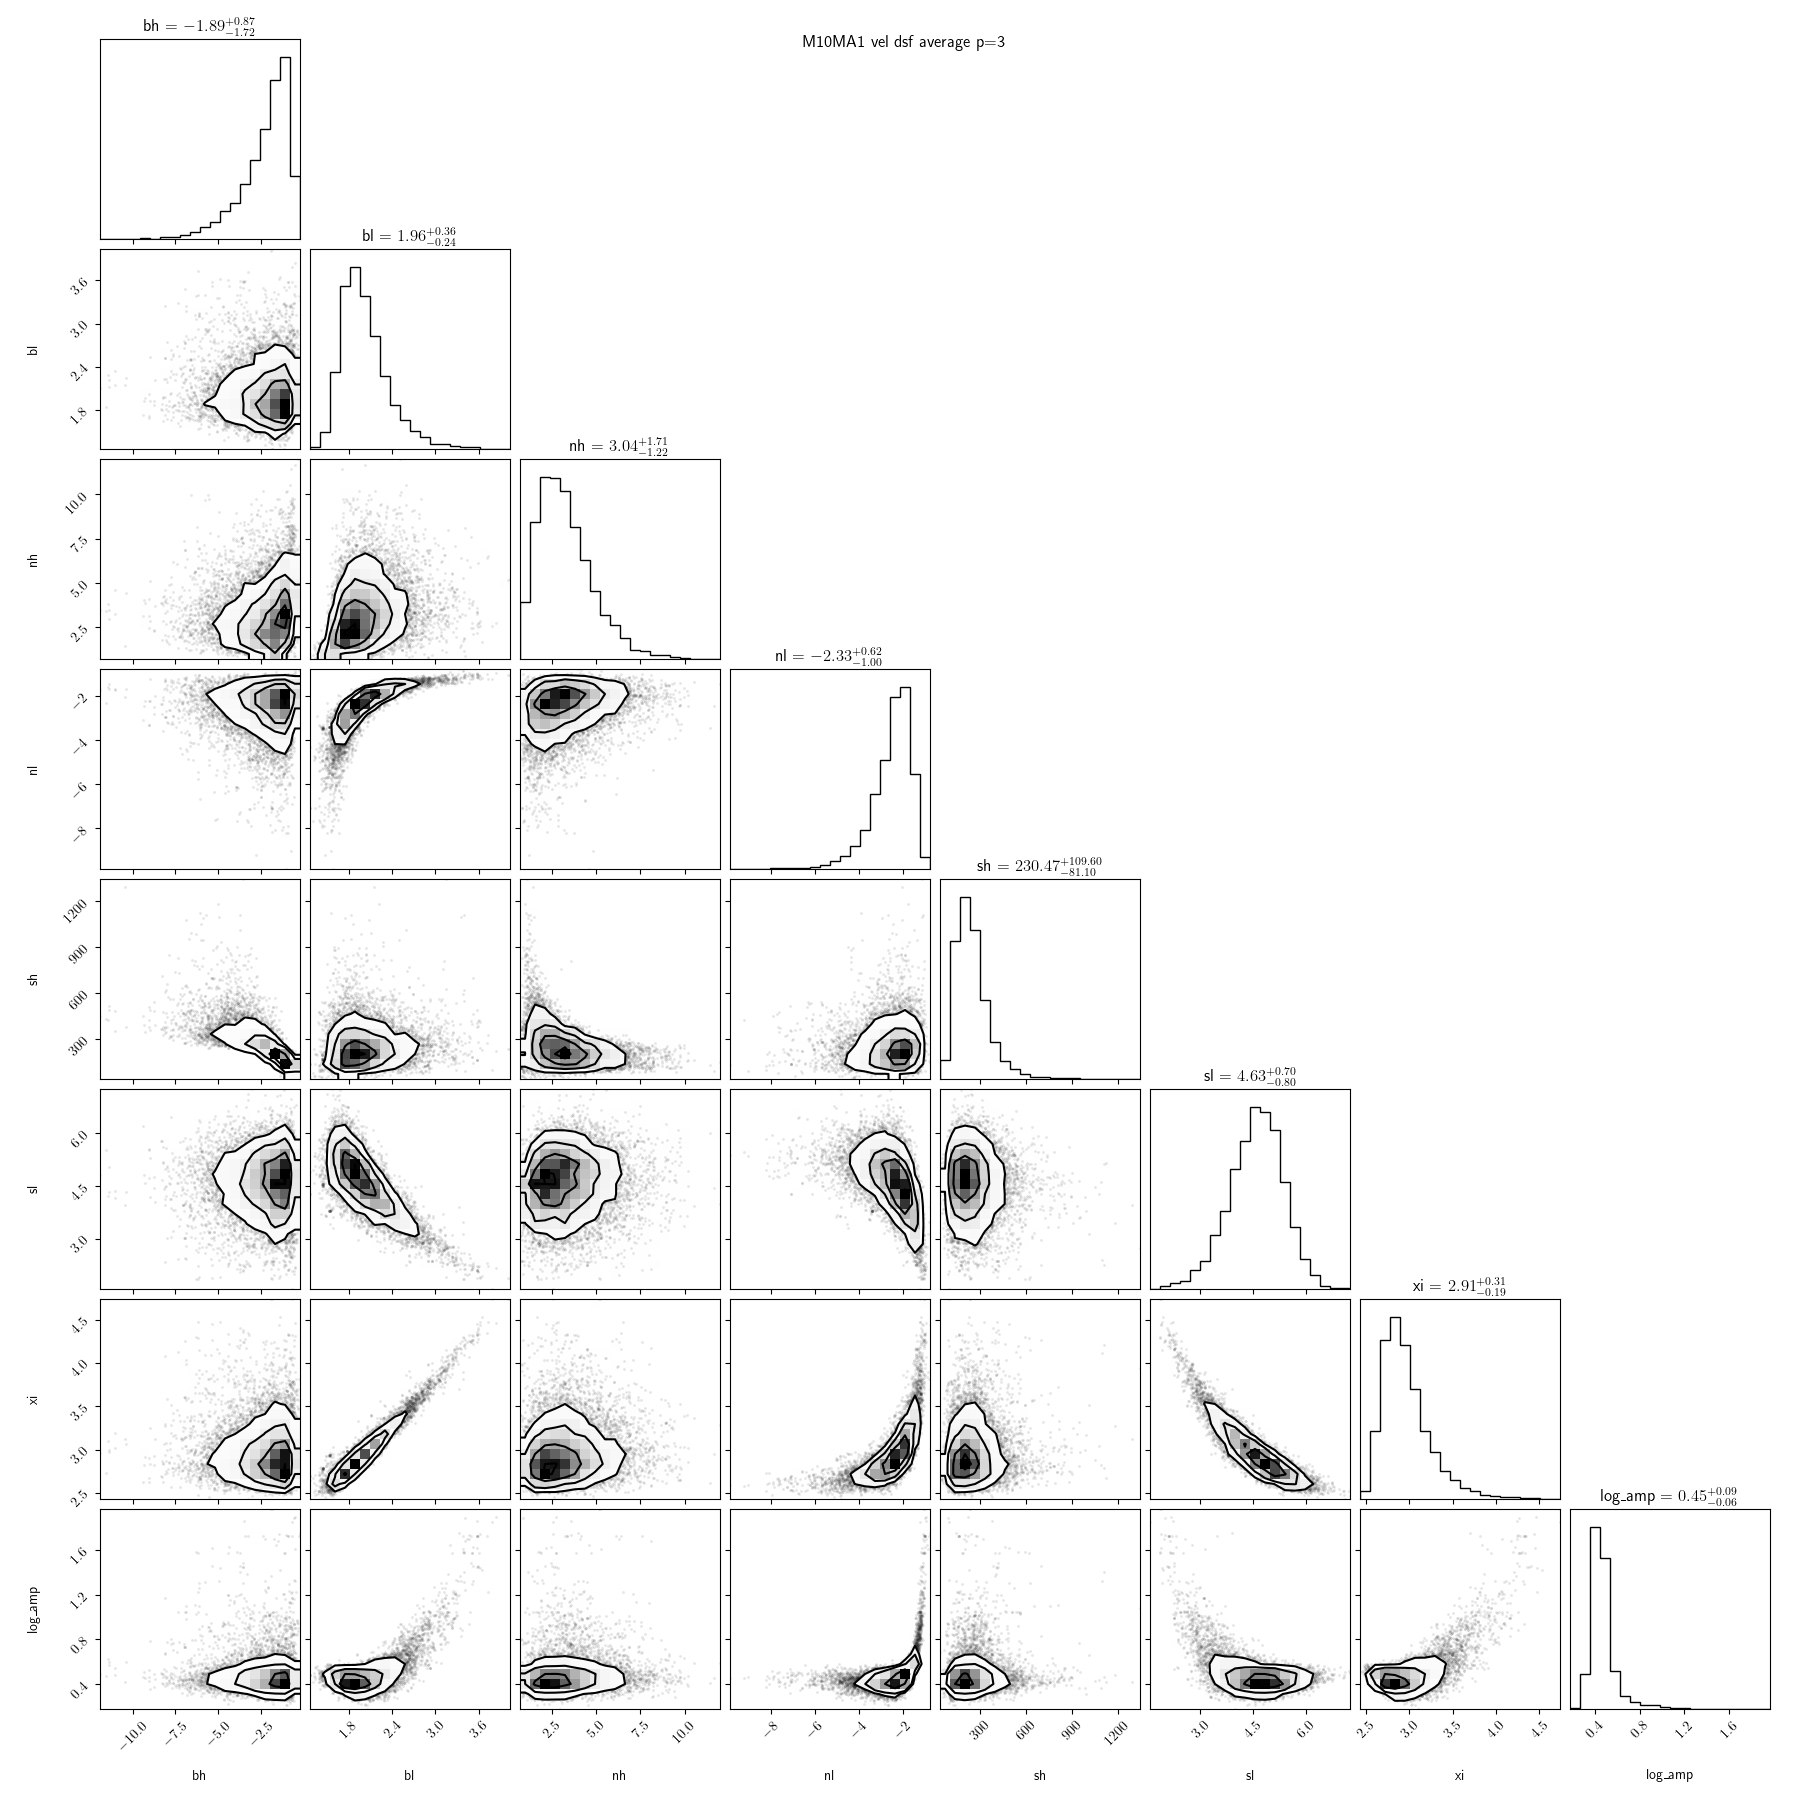 M10MA1 vel dsf average p=3
bh = −1.89 +0.87 −1.72
bl = 1.96 +0.36 −0.24
nh = 3.04 +1.71 −1.22
nl = −2.33 +0.62 −1.00
sh = 230.47 +109.60 −81.10
sl = 4.63 +0.70 −0.80
xi = 2.91 +0.31 −0.19
log_amp = 0.45 +0.09 −0.06
bl
3.6
3.0
2.4
1.8
nh
10.0
7.5
5.0
2.5
nl
−2
−4
−6
−8
sh
1200
900
600
300
sl
6.0
4.5
3.0
xi
4.5
4.0
3.5
3.0
2.5
log_amp
1.6
1.2
0.8
0.4
−10.0 −7.5 −5.0 −2.5 1.8 2.4 3.0 3.6 2.5 5.0 7.5 10.0 −8 −6 −4 −2 300 600 900 1200 3.0 4.5 6.0 2.5 3.0 3.5 4.0 4.5 0.4 0.8 1.2 1.6
bh bl nh nl sh sl xi log_amp